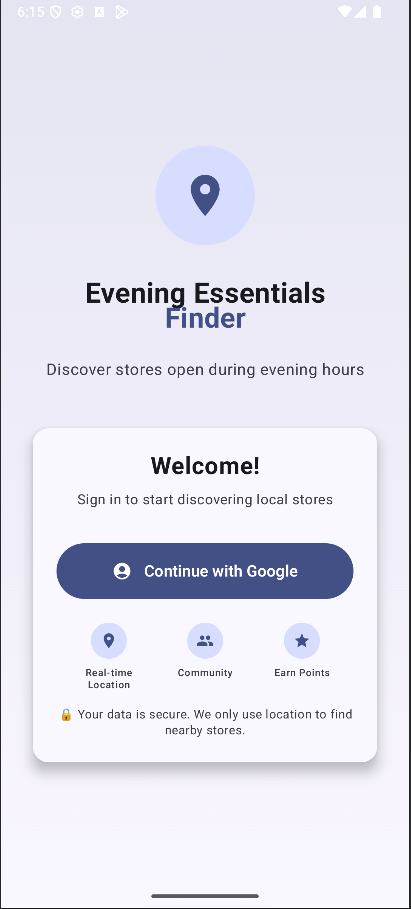 6:15
Evening Essentials
Finder
Discover stores open during evening hours
Welcome!
Sign in to start discovering local stores
Continue with Google
Real-time
Location
Community
Earn Points
🔒 Your data is secure. We only use location to find
nearby stores.